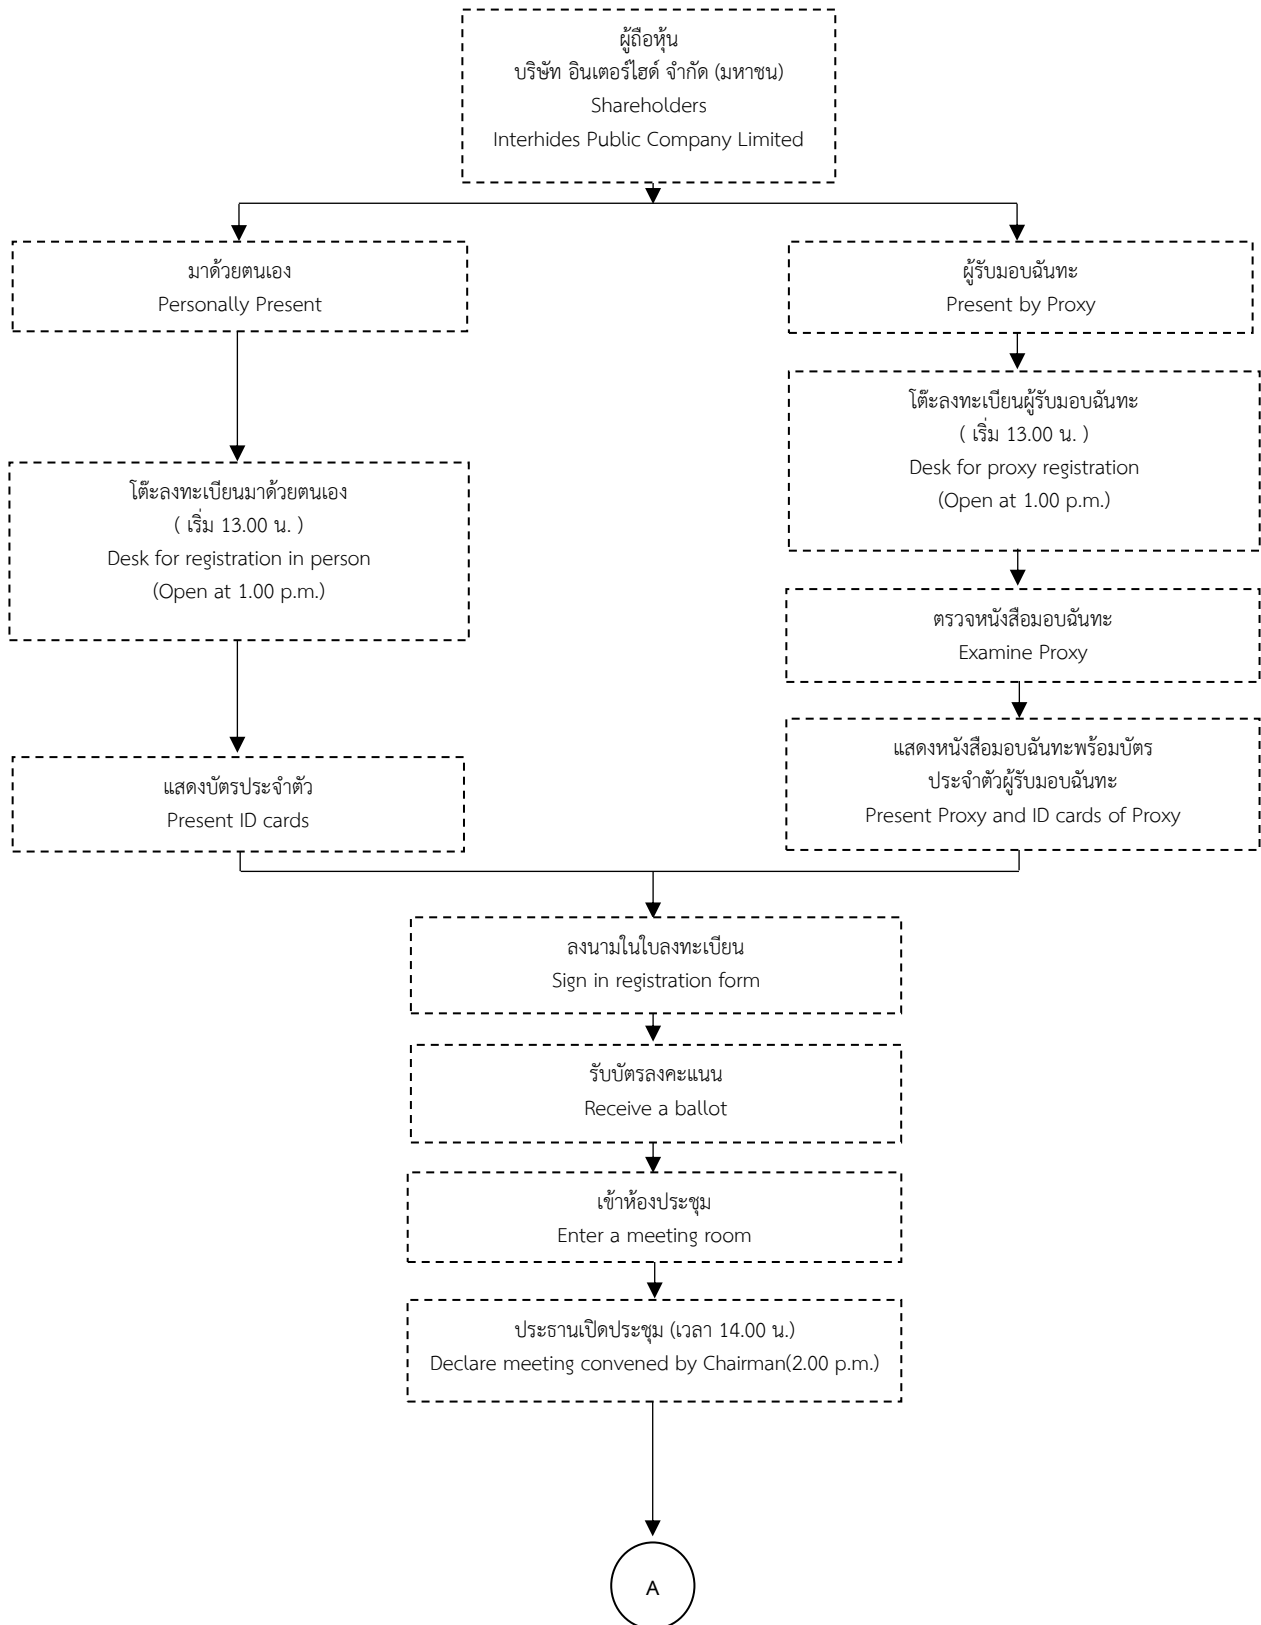 ผู้ถือหุ้น
บริษัท อินเตอร์ไฮด์ จำกัด (มหาชน)
Shareholders
Interhides Public Company Limited
มาด้วยตนเอง
Personally Present
ผู้รับมอบฉันทะ
Present by Proxy
โต๊ะลงทะเบียนผู้รับมอบฉันทะ
( เริ่ม 13.00 น. )
Desk for proxy registration
(Open at 1.00 p.m.)
โต๊ะลงทะเบียนมาด้วยตนเอง
( เริ่ม 13.00 น. )
Desk for registration in person
(Open at 1.00 p.m.)
ตรวจหนังสือมอบฉันทะ
Examine Proxy
แสดงบัตรประจำตัว
Present ID cards
แสดงหนังสือมอบฉันทะพร้อมบัตร
ประจำตัวผู้รับมอบฉันทะ
Present Proxy and ID cards of Proxy
ลงนามในใบลงทะเบียน
Sign in registration form
รับบัตรลงคะแนน
Receive a ballot
เข้าห้องประชุม
Enter a meeting room
ประธานเปิดประชุม (เวลา 14.00 น.)
Declare meeting convened by Chairman(2.00 p.m.)
A